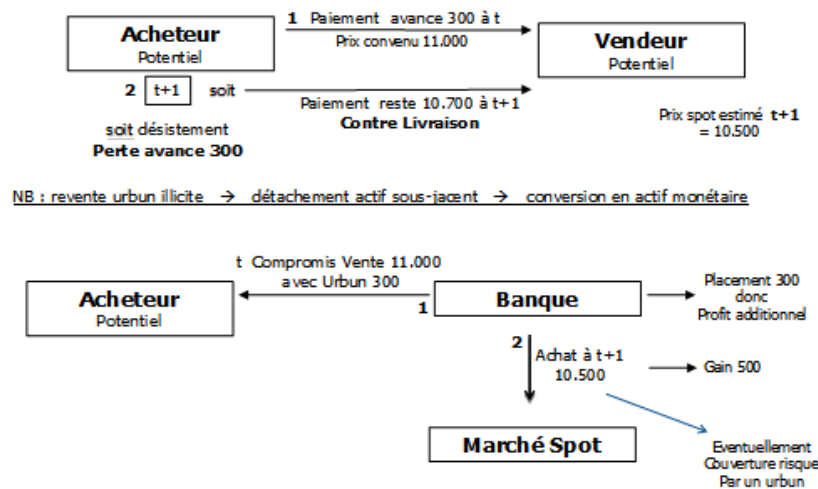 1 Paiement avance 300 à t
Acheteur
Potentiel
Prix convenu 11.000
Vendeur
Potentiel
2 t+1 soit
Paiement reste 10.700 à t+1
Contre Livraison
soit désistement
Perte avance 300
Prix spot estimé t+1
= 10.500
NB : revente urbun illicite → détachement actif sous-jacent → conversion en actif monétaire
t Compromis Vente 11.000
avec Urbun 300
Acheteur
Potentiel
1
Banque
Placement 300
donc
Profit additionnel
2
Achat à t+1
10.500
Gain 500
Marché Spot
Eventuellement
Couverture risque
Par un urbun